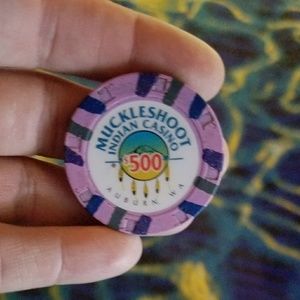 MUCKLESHOOT
INDIAN CASINO
$500
AUBURN, WA